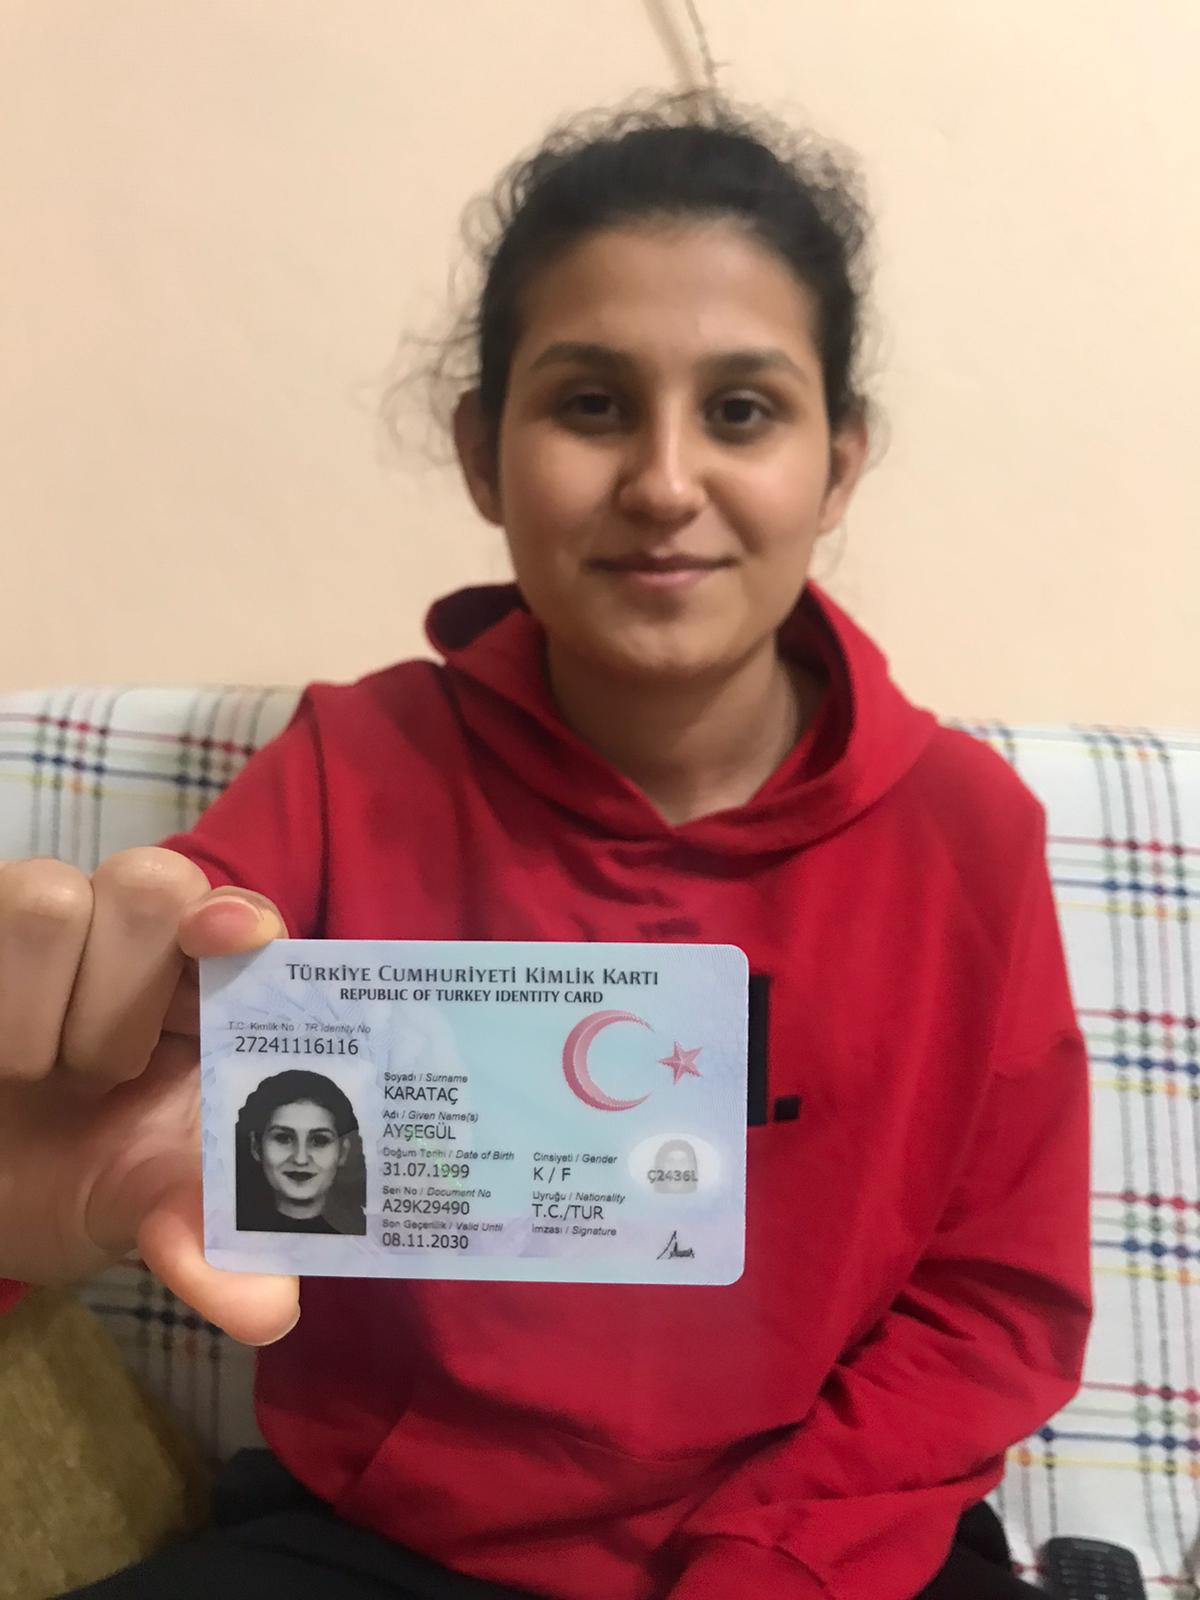 TÜRKİYE CUMHURİYETİ KİMLİK KARTI
REPUBLIC OF TURKEY IDENTITY CARD
T.C. Kimlik No / TR Identity No
27241116116
Soyadı / Surname
KARATAÇ
Adı / Given Name(s)
AYŞEGÜL
Doğum Tarihi / Date of Birth
31.07.1999
Cinsiyeti / Gender
K / F
Seri No / Document No
A29K29490
Uyruğu / Nationality
T.C./TUR
Son Geçerlilik / Valid Until
08.11.2030
İmzası / Signature
Ç2436L